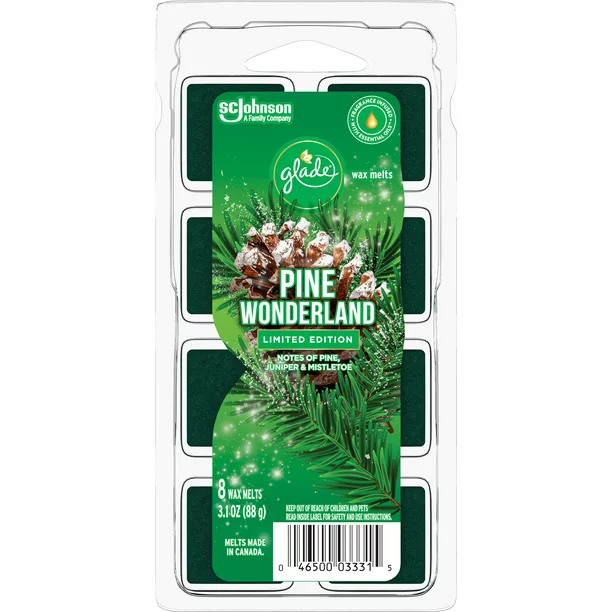 scJohnson
A Family Company
FRAGRANCE INFUSED
WITH ESSENTIAL OILS
glade
wax melts
PINE
WONDERLAND
LIMITED EDITION
NOTES OF PINE,
JUNIPER & MISTLETOE
8 WAX MELTS
3.1 OZ (88 g)
KEEP OUT OF REACH OF CHILDREN AND PETS
READ INSIDE LABEL FOR SAFETY AND USE INSTRUCTIONS.
MELTS MADE
IN CANADA.
0 46500 03331 5